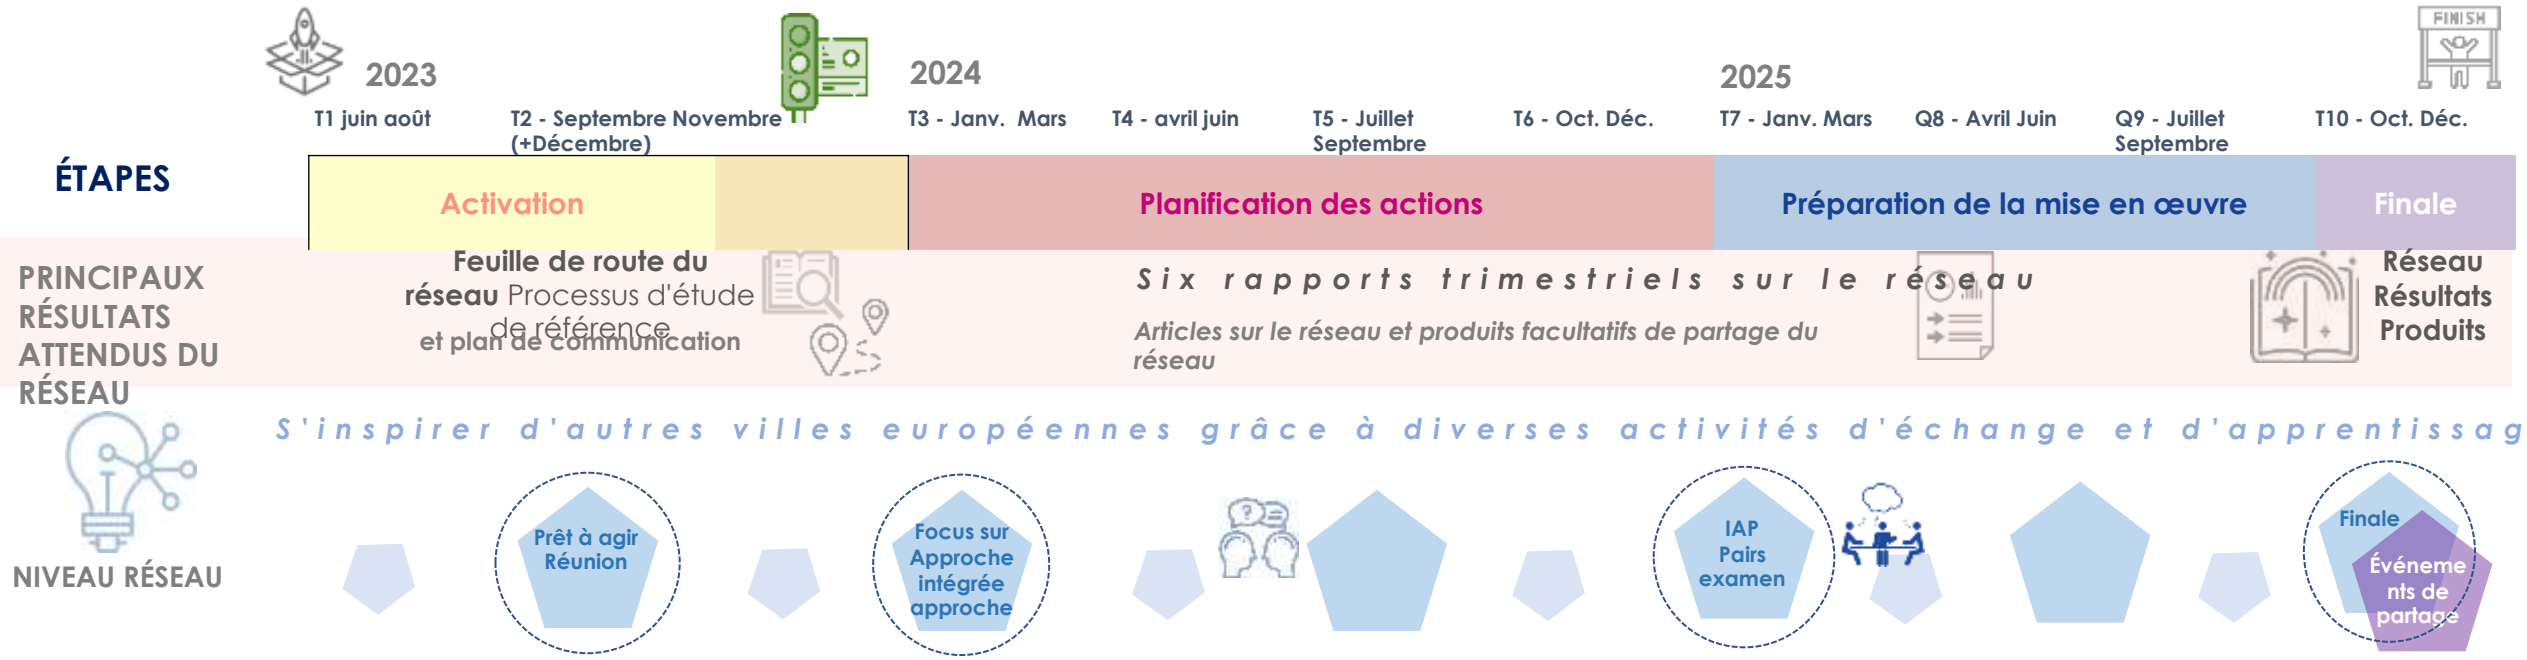 FINISH
2023
2024
2025
T1 juin août
T2 - Septembre Novembre
(+Décembre)
T3 - Janv. Mars
T4 - avril juin
T5 - Juillet
Septembre
T6 - Oct. Déc.
T7 - Janv. Mars
Q8 - Avril Juin
Q9 - Juillet
Septembre
T10 - Oct. Déc.
ÉTAPES
Activation
Planification des actions
Préparation de la mise en œuvre
Finale
PRINCIPAUX
RÉSULTATS
ATTENDUS DU
RÉSEAU
Feuille de route du
réseau Processus d'étude
de référence
et plan de communication
Six rapports trimestriels sur le réseau
Articles sur le réseau et produits facultatifs de partage du
réseau
Réseau
Résultats
Produits
S'inspirer d'autres villes européennes grâce à diverses activités d'échange et d'apprentissag
NIVEAU RÉSEAU
Prêt à agir
Réunion
Focus sur
Approche
intégrée
approche
IAP
Pairs
examen
Finale
Événeme
nts de
partage